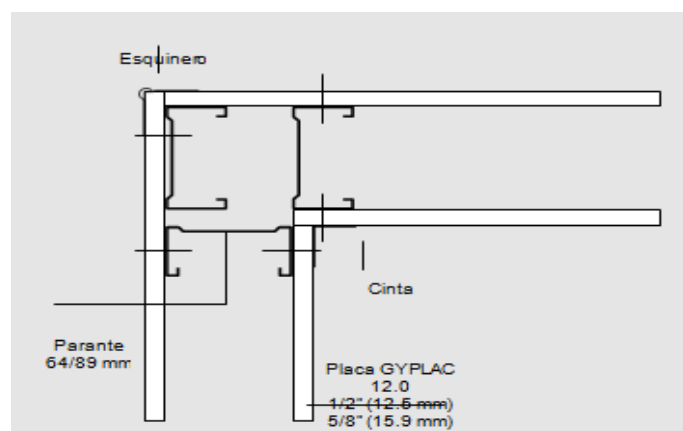 Esquinero
Cinta
Parante
64/89 mm
Placa GYPLAC
12.0
1/2" (12.5 mm)
5/8" (15.9 mm)